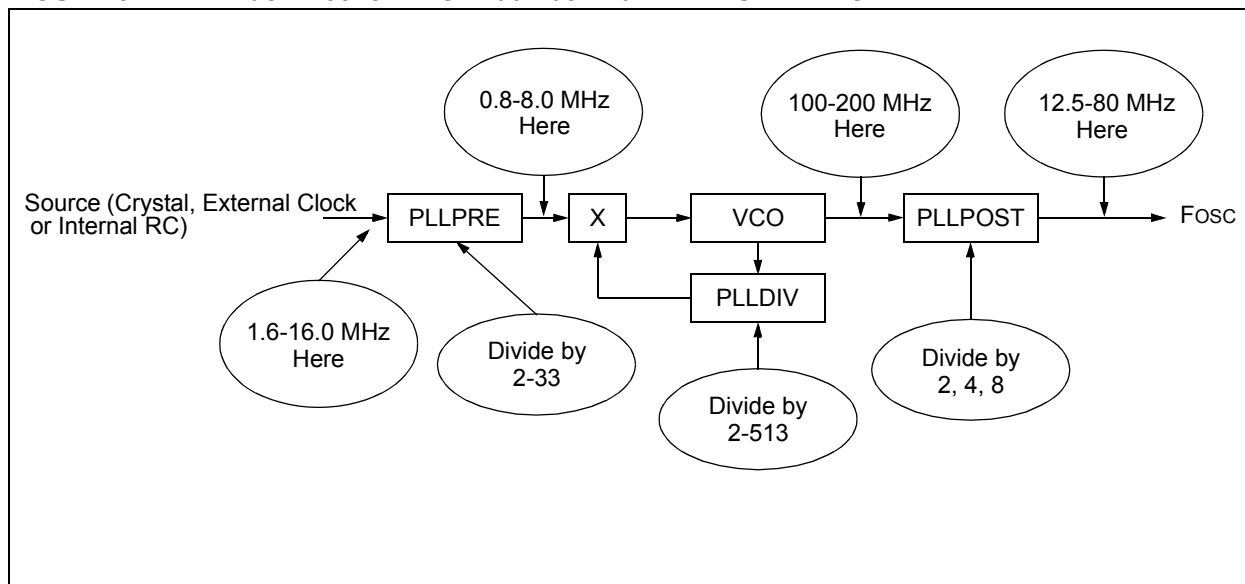 0.8-8.0 MHz
Here
100-200 MHz
Here
12.5-80 MHz
Here
Source (Crystal, External Clock
or Internal RC)
PLLPRE
X
VCO
PLLPOST
FOSC
PLLDIV
1.6-16.0 MHz
Here
Divide by
2-33
Divide by
2-513
Divide by
2, 4, 8